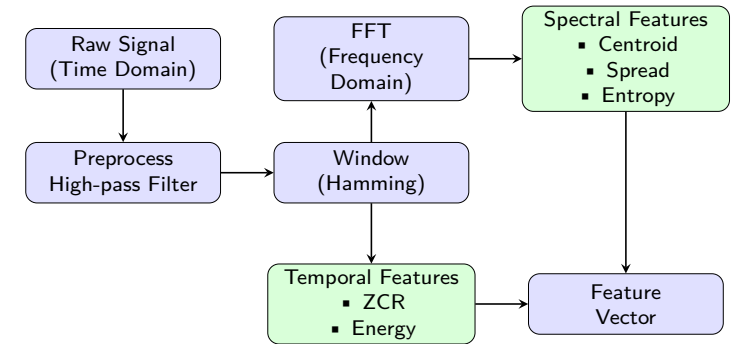 Raw Signal
(Time Domain)
FFT
(Frequency
Domain)
Spectral Features
▪ Centroid
▪ Spread
▪ Entropy
Preprocess
High-pass Filter
Window
(Hamming)
Temporal Features
▪ ZCR
▪ Energy
Feature
Vector